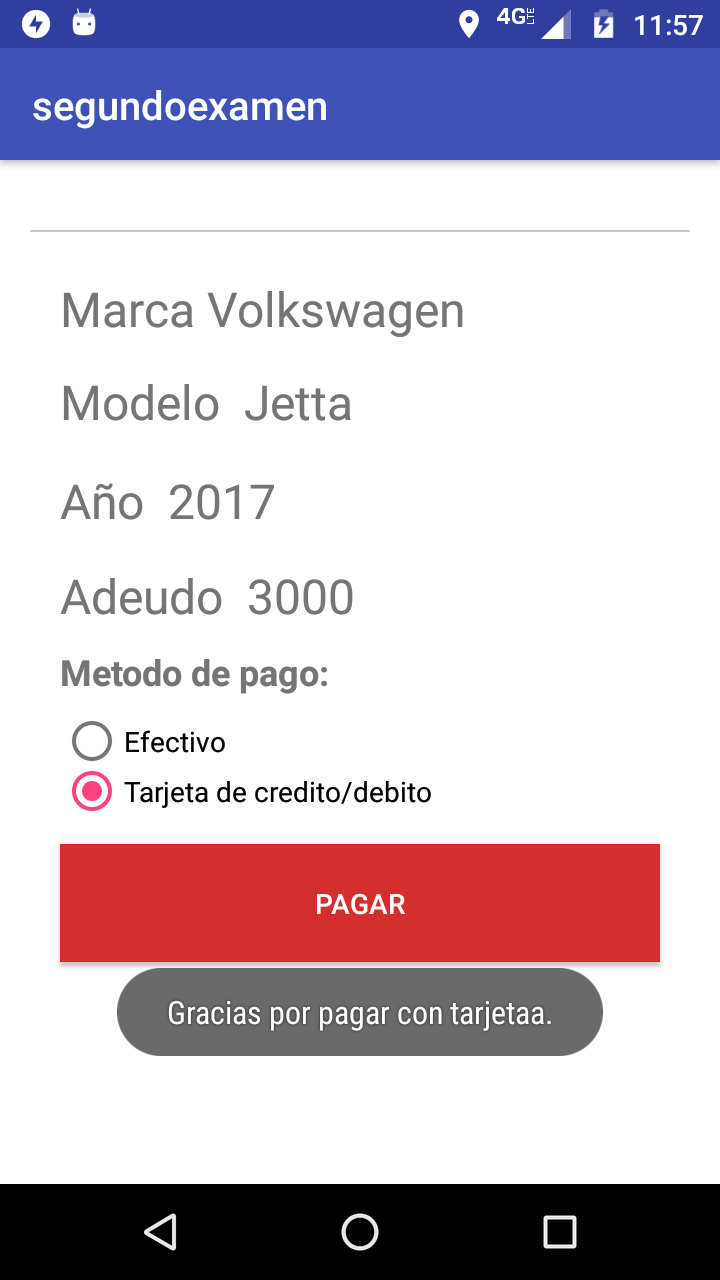 4G LTE 11:57
segundoexamen
Marca Volkswagen
Modelo Jetta
Año 2017
Adeudo 3000
Metodo de pago:
Efectivo
Tarjeta de credito/debito
PAGAR
Gracias por pagar con tarjetaa.